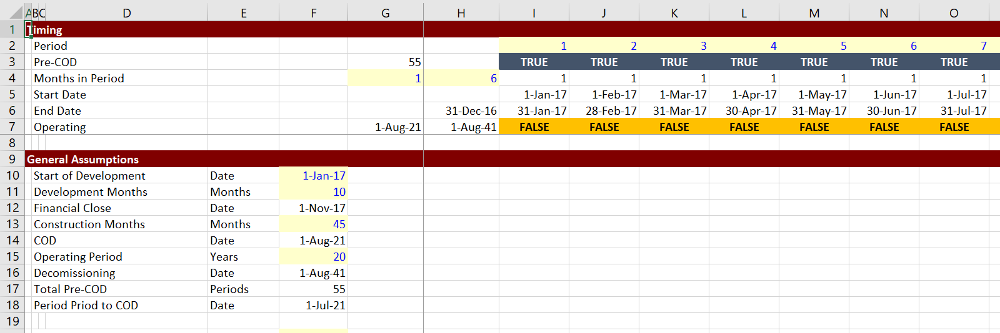 A B C D E F G H I J K L M N O
1 Timing
2 Period 1 2 3 4 5 6 7
3 Pre-COD 55 TRUE TRUE TRUE TRUE TRUE TRUE TRUE
4 Months in Period 1 6 1 1 1 1 1 1 1
5 Start Date 1-Jan-17 1-Feb-17 1-Mar-17 1-Apr-17 1-May-17 1-Jun-17 1-Jul-17
6 End Date 31-Dec-16 31-Jan-17 28-Feb-17 31-Mar-17 30-Apr-17 31-May-17 30-Jun-17 31-Jul-17
7 Operating 1-Aug-21 1-Aug-41 FALSE FALSE FALSE FALSE FALSE FALSE FALSE
8
9 General Assumptions
10 Start of Development Date 1-Jan-17
11 Development Months Months 10
12 Financial Close Date 1-Nov-17
13 Construction Months Months 45
14 COD Date 1-Aug-21
15 Operating Period Years 20
16 Decomissioning Date 1-Aug-41
17 Total Pre-COD Periods 55
18 Period Priod to COD Date 1-Jul-21
19